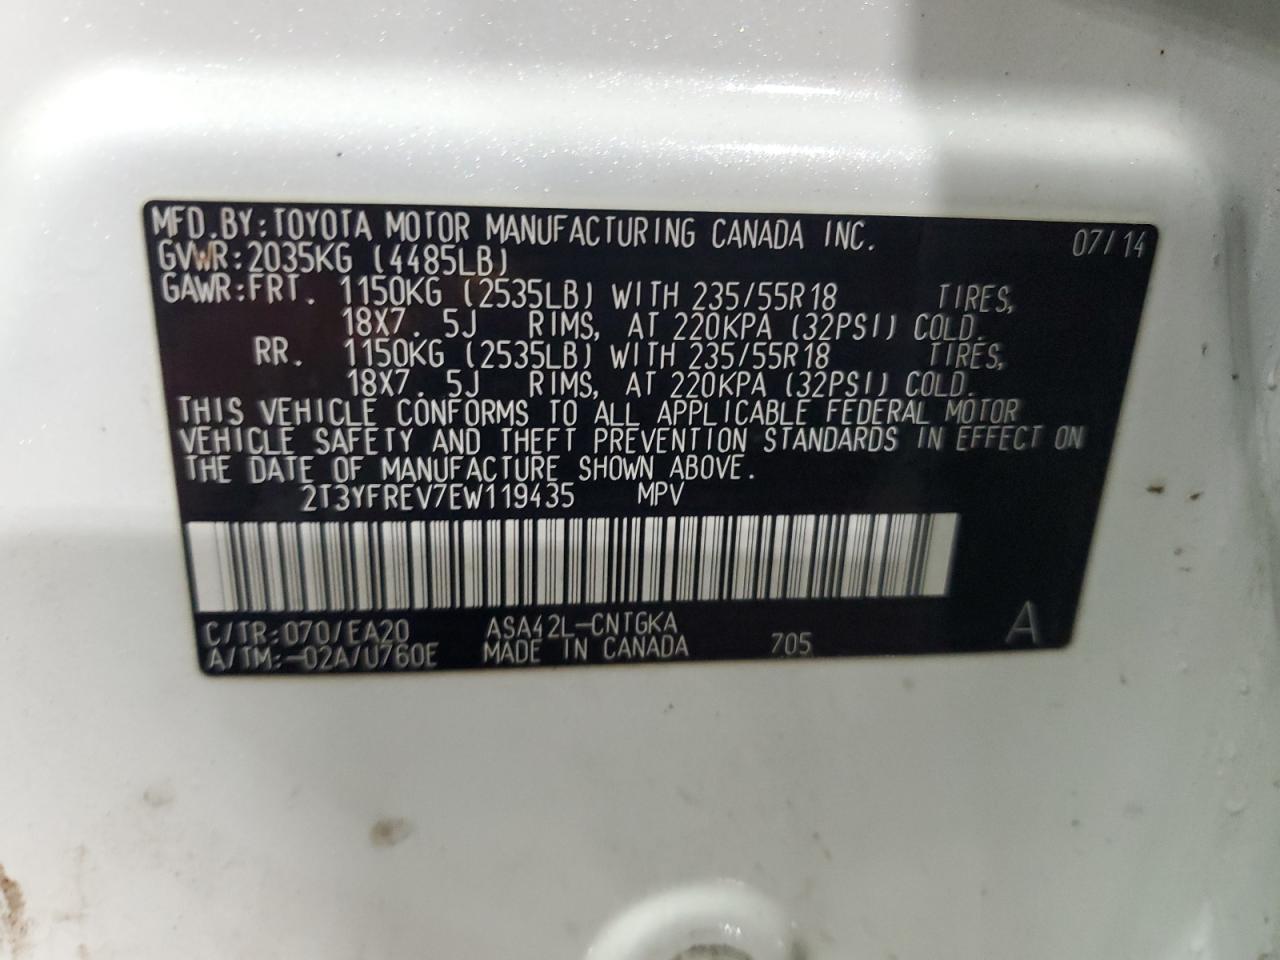 MFD.BY:TOYOTA MOTOR MANUFACTURING CANADA INC. 07/14
GVWR:2035KG (4485LB)
GAWR:FRT. 1150KG (2535LB) WITH 235/55R18 TIRES,
18X7. 5J RIMS, AT 220KPA (32PSI) COLD.
RR. 1150KG (2535LB) WITH 235/55R18 TIRES,
18X7. 5J RIMS, AT 220KPA (32PSI) COLD.
THIS VEHICLE CONFORMS TO ALL APPLICABLE FEDERAL MOTOR
VEHICLE SAFETY AND THEFT PREVENTION STANDARDS IN EFFECT ON
THE DATE OF MANUFACTURE SHOWN ABOVE.
2T3YFREV7EW119435 MPV
C/TR:070/EA20 ASA42L-CNTGKA A
A/TM:-02A/U760E MADE IN CANADA 705